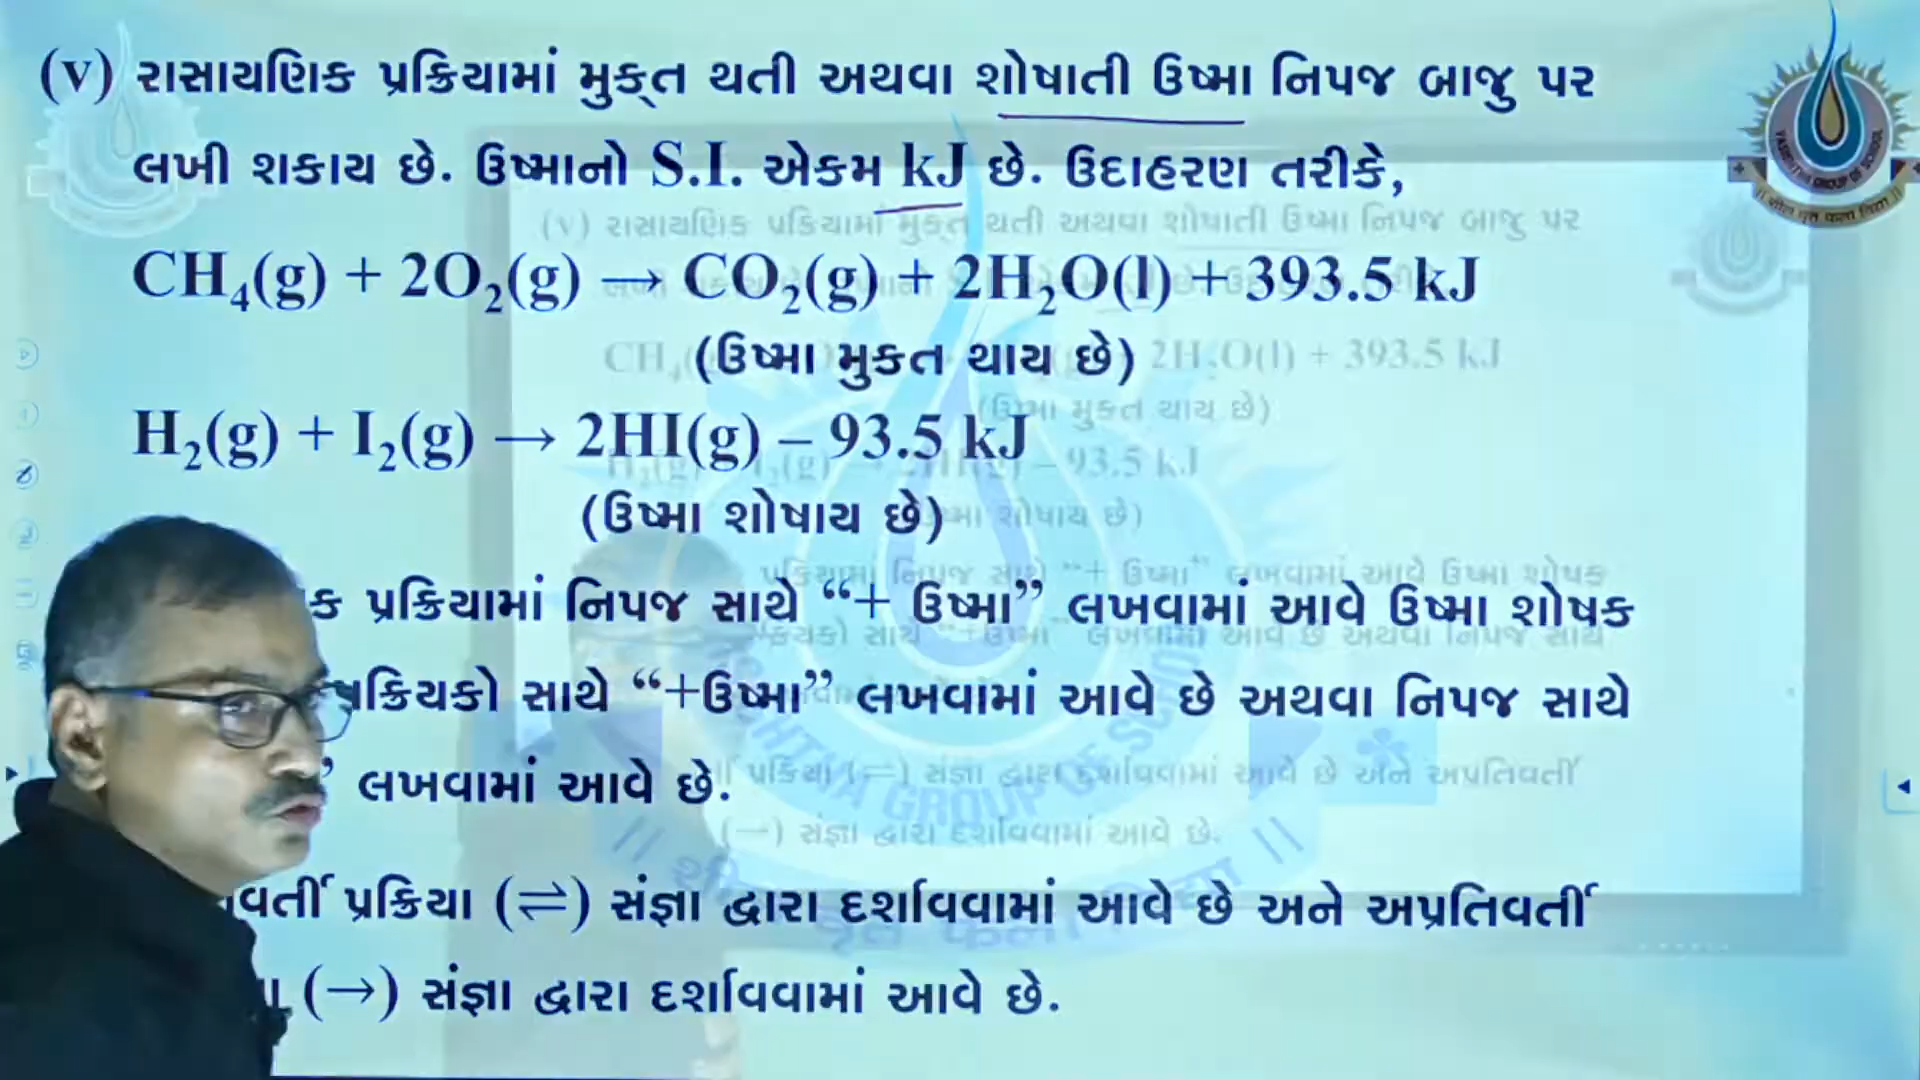 (v) રાસાયણિક પ્રક્રિયામાં મુક્ત થતી અથવા શોષાતી ઉષ્મા નિપજ બાજુ પર
લખી શકાય છે. ઉષ્માનો S.I. એકમ kJ છે. ઉદાહરણ તરીકે,
CH₄(g) + 2O₂(g) → CO₂(g) + 2H₂O(l) + 393.5 kJ
(ઉષ્મા મુકત થાય છે)
H₂(g) + I₂(g) → 2HI(g) – 93.5 kJ
(ઉષ્મા શોષાય છે)
પ્રક્રિયામાં નિપજ સાથે “+ ઉષ્મા” લખવામાં આવે ઉષ્મા શોષક
પ્રક્રિયકો સાથે “+ઉષ્મા” લખવામાં આવે છે અથવા નિપજ સાથે
લખવામાં આવે છે.
પ્રક્રિયા (⇌) સંજ્ઞા દ્વારા દર્શાવવામાં આવે છે અને અપ્રતિવર્તી
(→) સંજ્ઞા દ્વારા દર્શાવવામાં આવે છે.